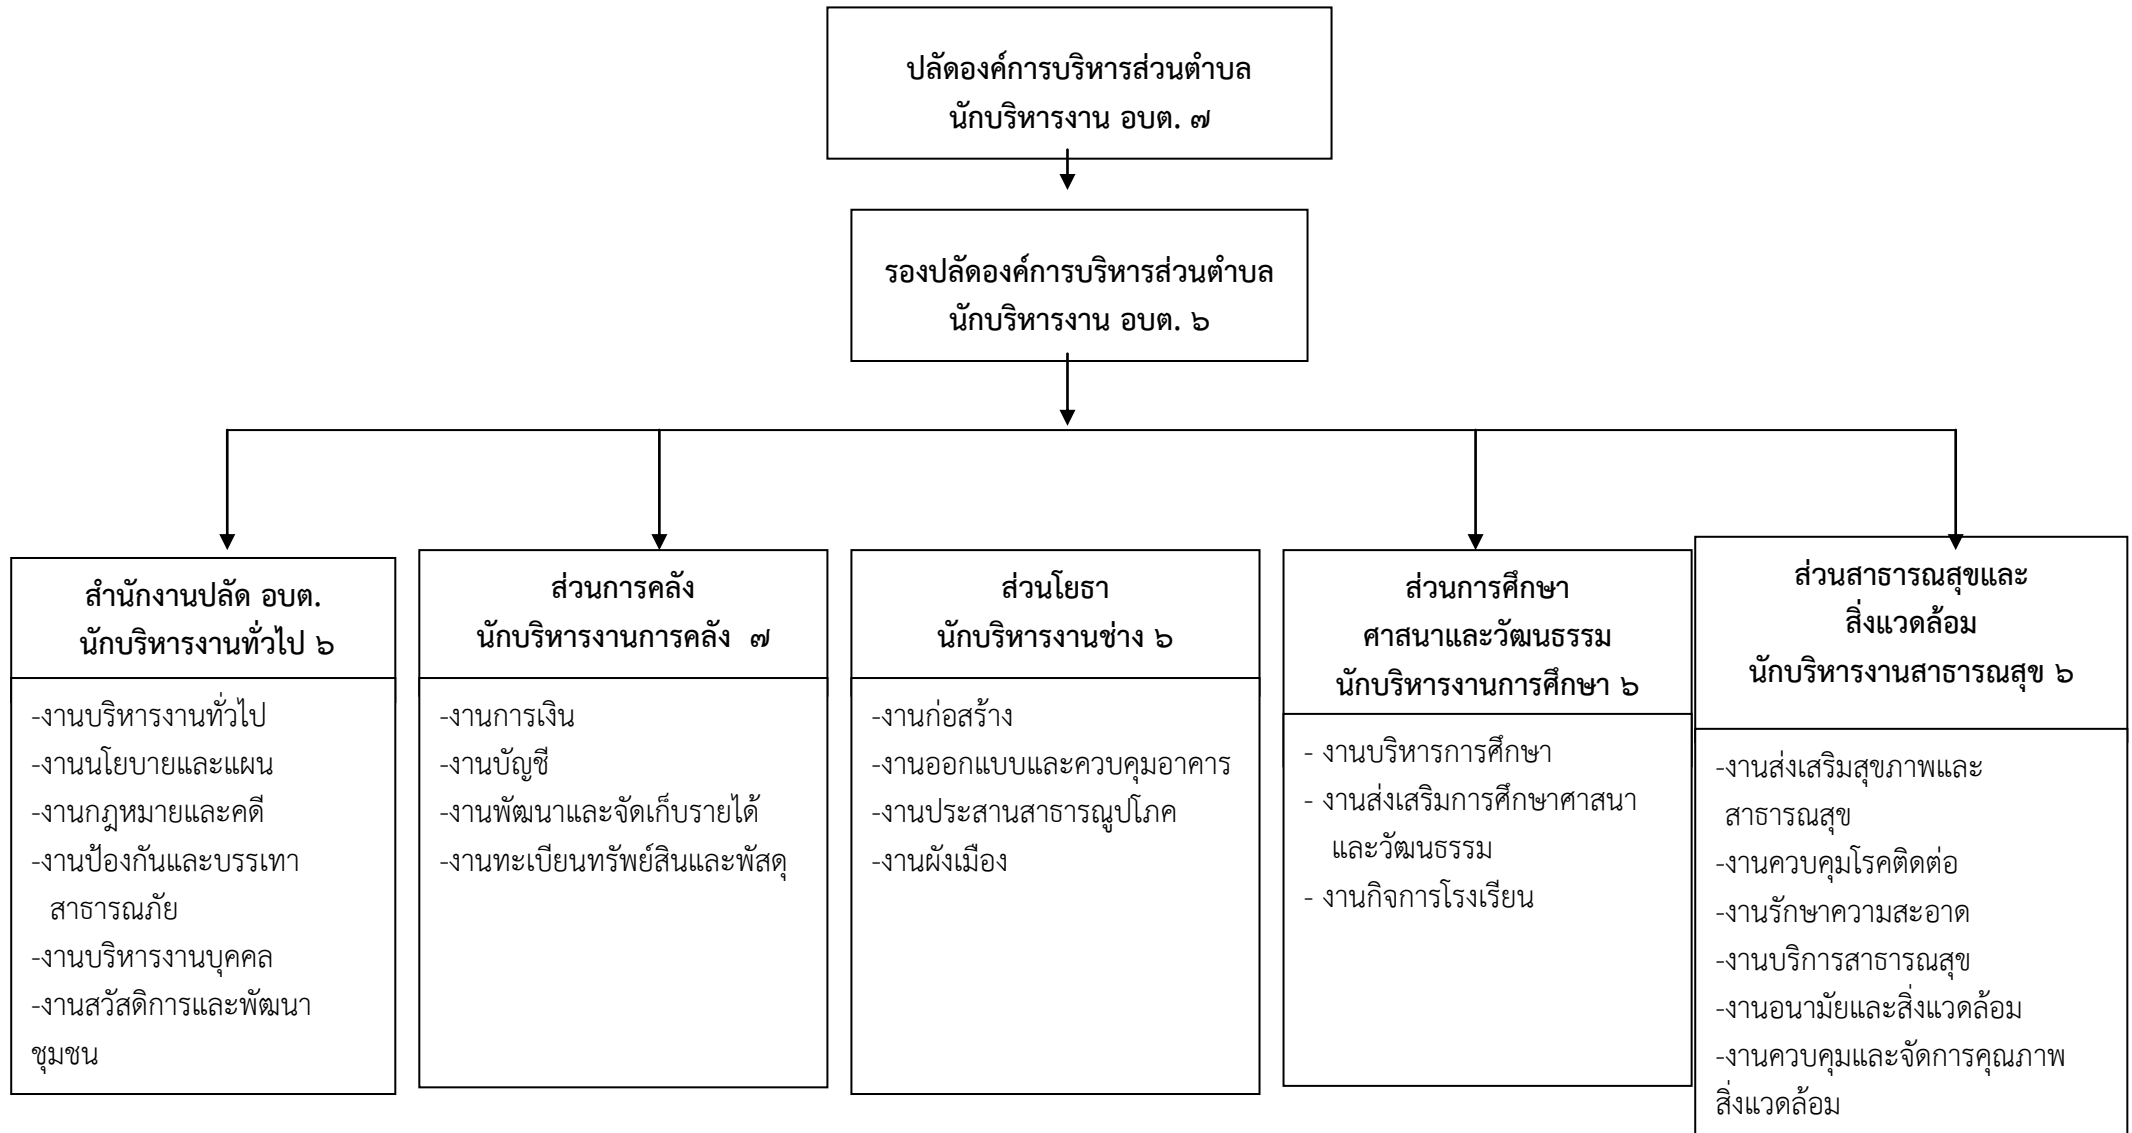 ปลัดองค์การบริหารส่วนตำบล
นักบริหารงาน อบต. ๗
รองปลัดองค์การบริหารส่วนตำบล
นักบริหารงาน อบต. ๖
สำนักงานปลัด อบต.
นักบริหารงานทั่วไป ๖
-งานบริหารงานทั่วไป
-งานนโยบายและแผน
-งานกฎหมายและคดี
-งานป้องกันและบรรเทา
สาธารณภัย
-งานบริหารงานบุคคล
-งานสวัสดิการและพัฒนา
ชุมชน
ส่วนการคลัง
นักบริหารงานการคลัง ๗
-งานการเงิน
-งานบัญชี
-งานพัฒนาและจัดเก็บรายได้
-งานทะเบียนทรัพย์สินและพัสดุ
ส่วนโยธา
นักบริหารงานช่าง ๖
-งานก่อสร้าง
-งานออกแบบและควบคุมอาคาร
-งานประสานสาธารณูปโภค
-งานผังเมือง
ส่วนการศึกษา
ศาสนาและวัฒนธรรม
นักบริหารงานการศึกษา ๖
- งานบริหารการศึกษา
- งานส่งเสริมการศึกษาศาสนา
และวัฒนธรรม
- งานกิจการโรงเรียน
ส่วนสาธารณสุขและ
สิ่งแวดล้อม
นักบริหารงานสาธารณสุข ๖
-งานส่งเสริมสุขภาพและ
สาธารณสุข
-งานควบคุมโรคติดต่อ
-งานรักษาความสะอาด
-งานบริการสาธารณสุข
-งานอนามัยและสิ่งแวดล้อม
-งานควบคุมและจัดการคุณภาพ
สิ่งแวดล้อม